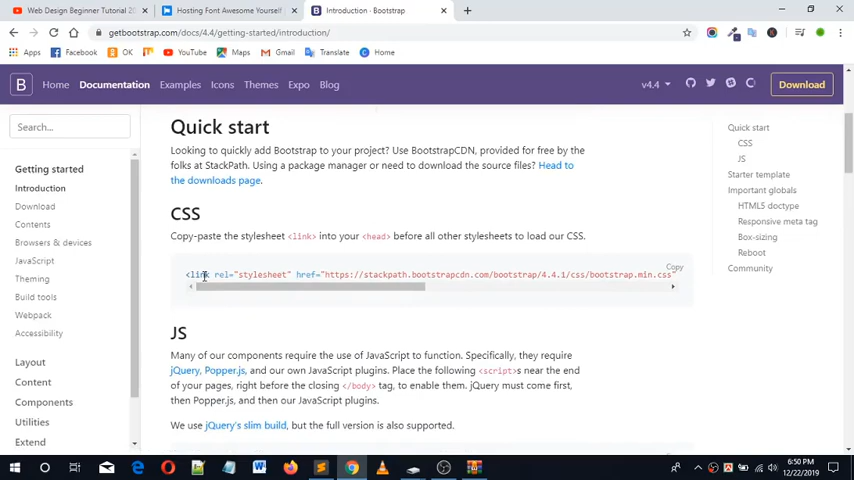 Web Design Beginner Tutorial 20
Hosting Font Awesome Yourself
Introduction · Bootstrap
getbootstrap.com/docs/4.4/getting-started/introduction/
Apps
Facebook
OK
YouTube
Maps
Gmail
Translate
Home
B
Home
Documentation
Examples
Icons
Themes
Expo
Blog
v4.4
Download
Search...
Getting started
Introduction
Download
Contents
Browsers & devices
JavaScript
Theming
Build tools
Webpack
Accessibility
Layout
Content
Components
Utilities
Extend
Quick start
Looking to quickly add Bootstrap to your project? Use BootstrapCDN, provided for free by the
folks at StackPath. Using a package manager or need to download the source files? Head to
the downloads page.
CSS
Copy-paste the stylesheet <link> into your <head> before all other stylesheets to load our CSS.
Copy
<link rel="stylesheet" href="https://stackpath.bootstrapcdn.com/bootstrap/4.4.1/css/bootstrap.min.css"
JS
Many of our components require the use of JavaScript to function. Specifically, they require
jQuery, Popper.js, and our own JavaScript plugins. Place the following <script>s near the end
of your pages, right before the closing </body> tag, to enable them. jQuery must come first,
then Popper.js, and then our JavaScript plugins.
We use jQuery's slim build, but the full version is also supported.
Quick start
CSS
JS
Starter template
Important globals
HTML5 doctype
Responsive meta tag
Box-sizing
Reboot
Community
6:50 PM
12/22/2019